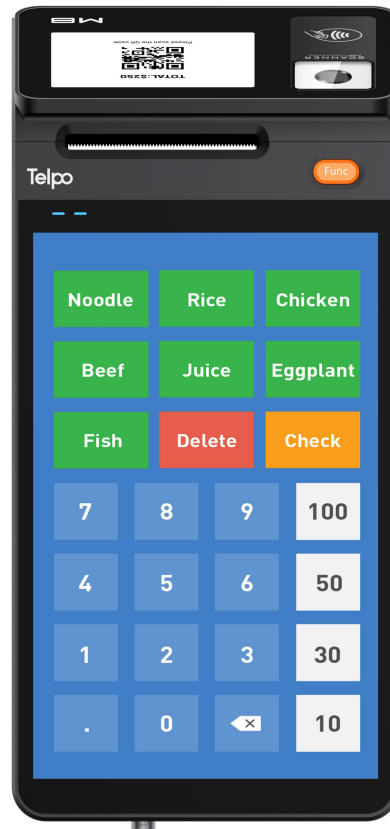 M8
TOTAL:$250
Please scan the QR code
SCANNER
Telpo
Func
Noodle Rice Chicken
Beef Juice Eggplant
Fish Delete Check
7 8 9 100
4 5 6 50
1 2 3 30
. 0 10